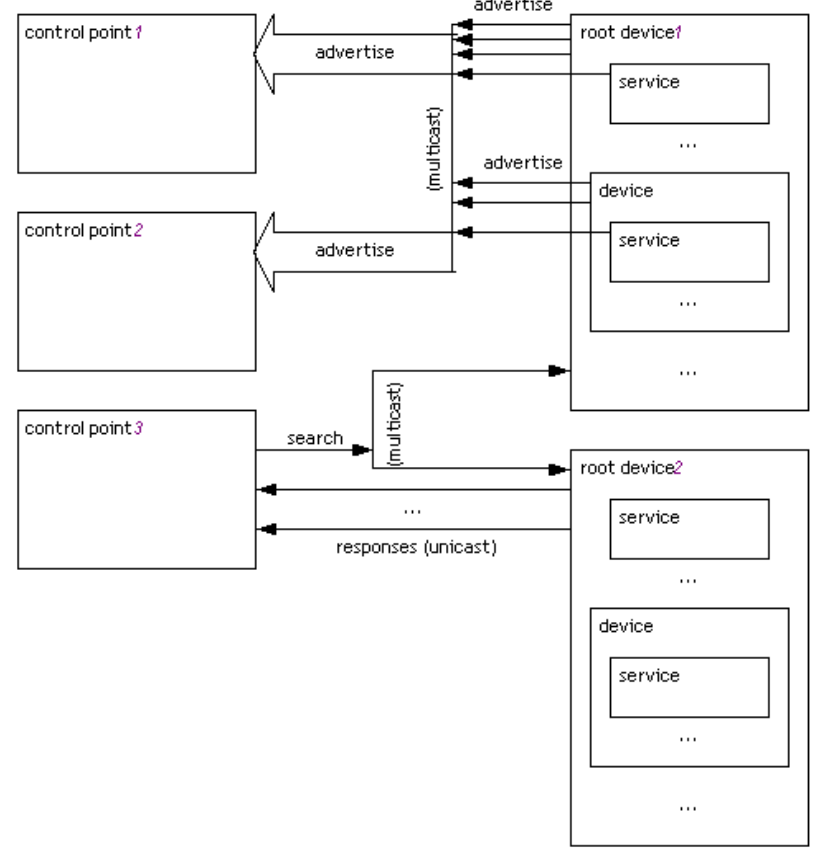 advertise
control point 1
root device1
advertise
service
...
(multicast)
advertise
device
control point 2
service
advertise
...
...
(multicast)
control point 3
search
root device2
...
service
responses (unicast)
...
device
service
...
...